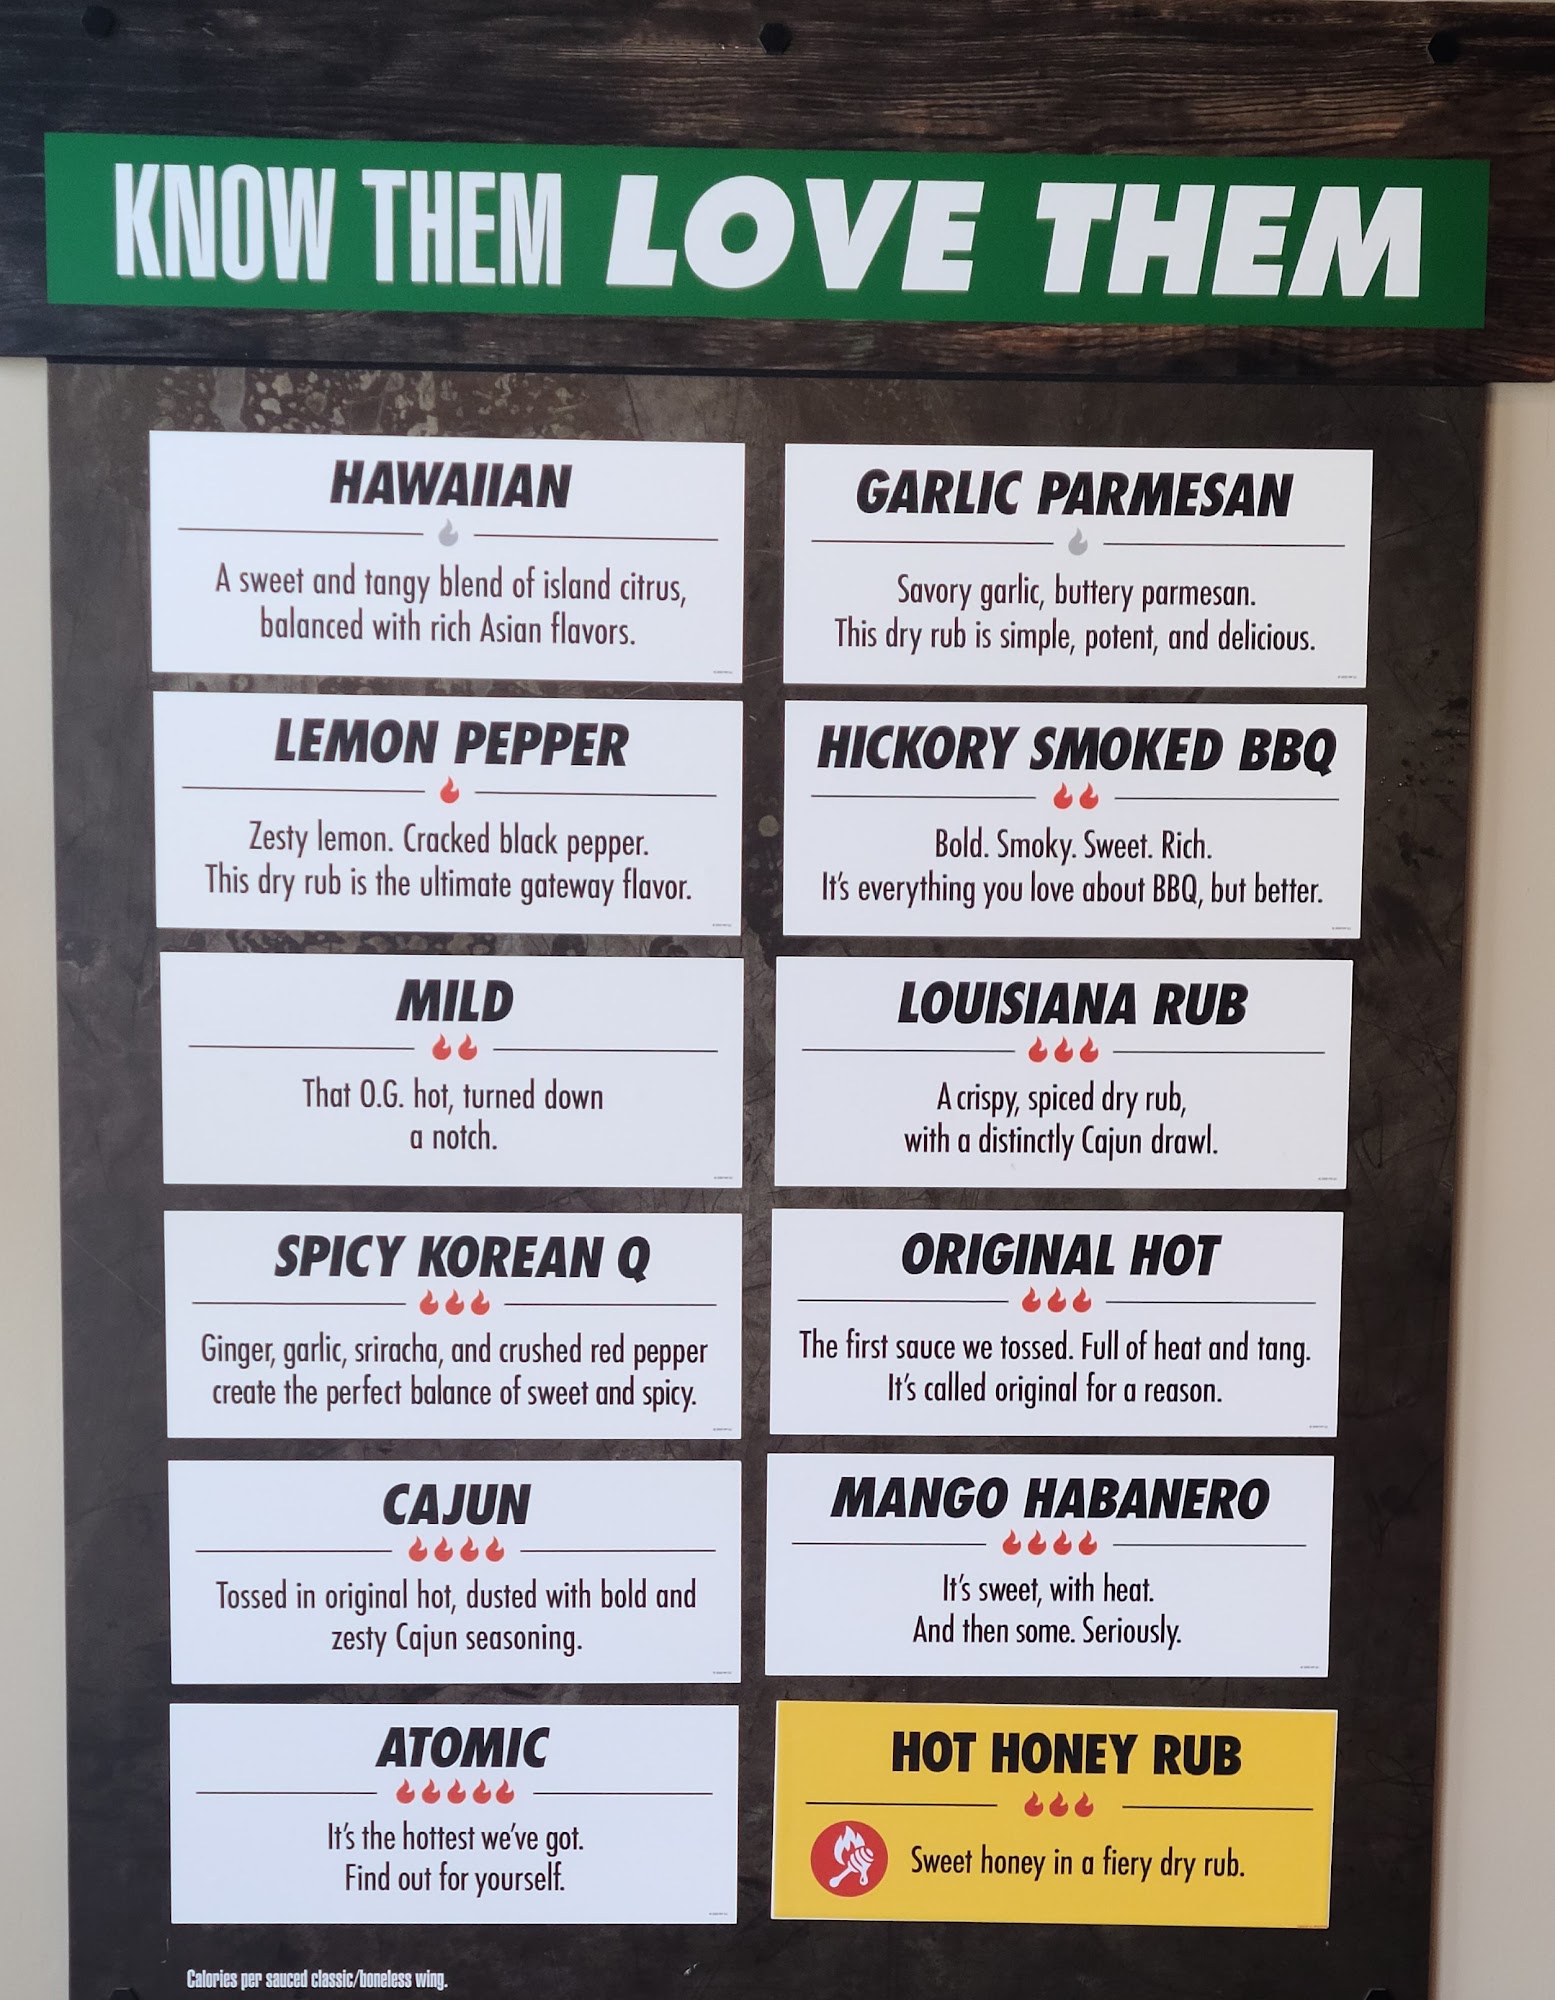 KNOW THEM LOVE THEM
HAWAIIAN
A sweet and tangy blend of island citrus,
balanced with rich Asian flavors.
GARLIC PARMESAN
Savory garlic, buttery parmesan.
This dry rub is simple, potent, and delicious.
LEMON PEPPER
Zesty lemon. Cracked black pepper.
This dry rub is the ultimate gateway flavor.
HICKORY SMOKED BBQ
Bold. Smoky. Sweet. Rich.
It's everything you love about BBQ, but better.
MILD
That O.G. hot, turned down
a notch.
LOUISIANA RUB
A crispy, spiced dry rub,
with a distinctly Cajun drawl.
SPICY KOREAN Q
Ginger, garlic, sriracha, and crushed red pepper
create the perfect balance of sweet and spicy.
ORIGINAL HOT
The first sauce we tossed. Full of heat and tang.
It's called original for a reason.
CAJUN
Tossed in original hot, dusted with bold and
zesty Cajun seasoning.
MANGO HABANERO
It's sweet, with heat.
And then some. Seriously.
ATOMIC
It's the hottest we've got.
Find out for yourself.
HOT HONEY RUB
Sweet honey in a fiery dry rub.
Calories per sauced classic/boneless wing.